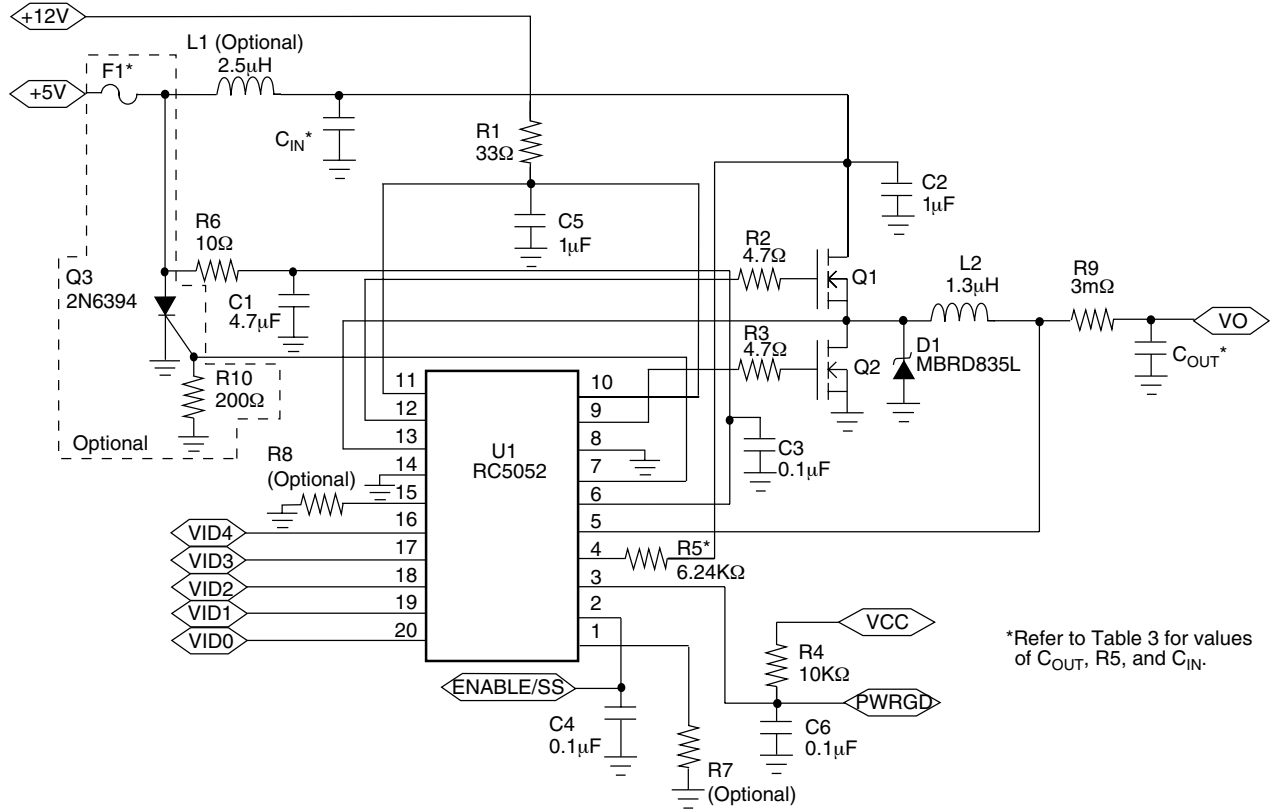 +12V
L1 (Optional)
2.5μH
F1*
+5V
C_IN*
R1
33Ω
C2
1μF
C5
1μF
R6
10Ω
R2
4.7Ω
Q3
2N6394
C1
4.7μF
Q1
L2
1.3μH
R9
3mΩ
VO
R3
4.7Ω
D1
MBRD835L
Q2
C_OUT*
R10
200Ω
Optional
11
12
13
14
15
16
17
18
19
20
U1
RC5052
10
9
8
7
6
5
4
3
2
1
C3
0.1μF
R8
(Optional)
R5*
6.24KΩ
VID4
VID3
VID2
VID1
VID0
VCC
R4
10KΩ
*Refer to Table 3 for values
of C_OUT, R5, and C_IN.
ENABLE/SS
PWRGD
C4
0.1μF
C6
0.1μF
R7
(Optional)